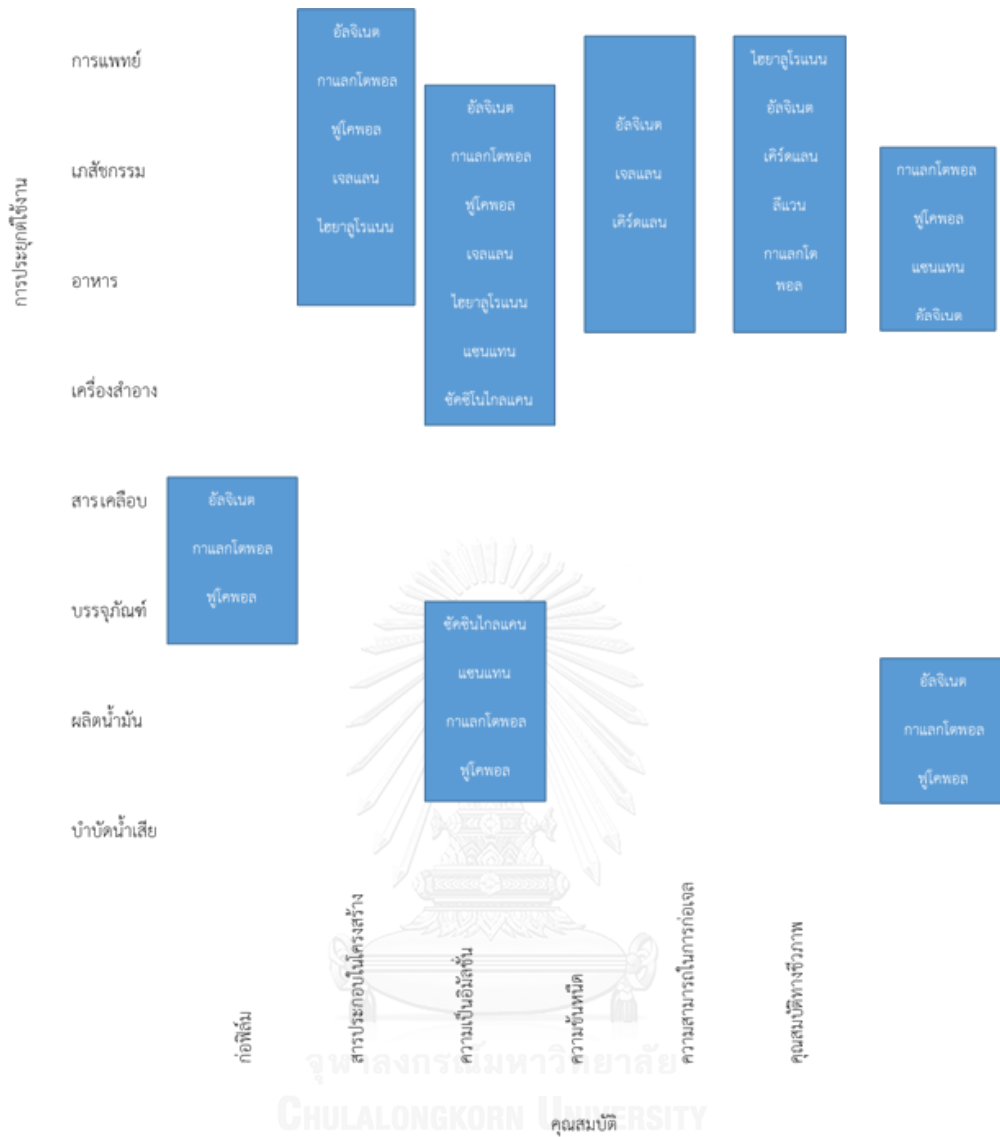 การประยุกต์ใช้งาน
การแพทย์
เภสัชกรรม
อาหาร
เครื่องสำอาง
สารเคลือบ
บรรจุภัณฑ์
ผลิตน้ำมัน
บำบัดน้ำเสีย
อัลจิเนต
กาแลกโตพอล
ฟูโคพอล
เจลแลน
ไฮยาลูโรแนน
อัลจิเนต
กาแลกโตพอล
ฟูโคพอล
เจลแลน
ไฮยาลูโรแนน
แซนแทน
ซัคซิโนไกลแคน
อัลจิเนต
เจลแลน
เคิร์ดแลน
ไฮยาลูโรแนน
อัลจิเนต
เคิร์ดแลน
ลีแวน
กาแลกโต
พอล
กาแลกโตพอล
ฟูโคพอล
แซนแทน
อัลจิเนต
อัลจิเนต
กาแลกโตพอล
ฟูโคพอล
ซัคซินไกลแคน
แซนแทน
กาแลกโตพอล
ฟูโคพอล
อัลจิเนต
กาแลกโตพอล
ฟูโคพอล
ก่อฟิล์ม
สารประกอบในโครงสร้าง
ความเป็นอิมัลชั่น
ความข้นหนืด
ความสามารถในการก่อเจล
คุณสมบัติทางชีวภาพ
คุณสมบัติ
จุฬาลงกรณ์มหาวิทยาลัย
CHULALONGKORN UNIVERSITY